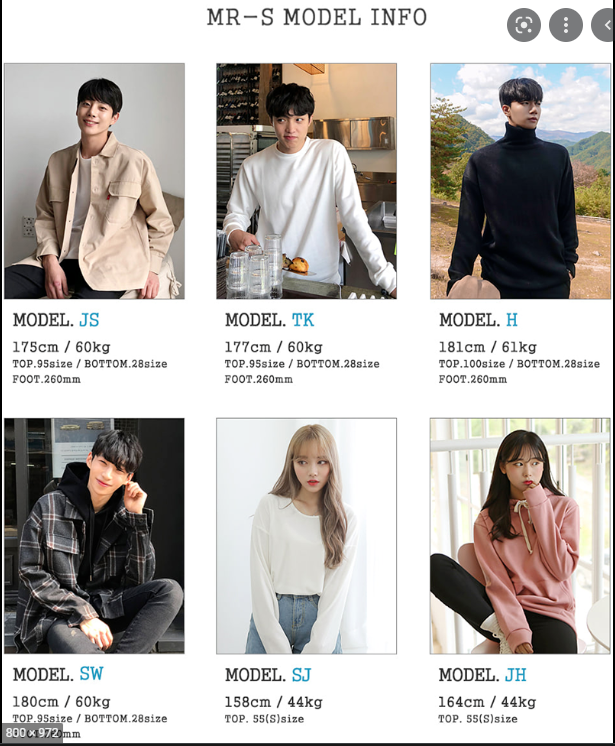 MR-S MODEL INFO
MODEL. JS
175cm / 60kg
TOP.95size / BOTTOM.28size
FOOT.260mm
MODEL. TK
177cm / 60kg
TOP.95size / BOTTOM.28size
FOOT.260mm
MODEL. H
181cm / 61kg
TOP.100size / BOTTOM.28size
FOOT.260mm
MODEL. SW
180cm / 60kg
TOP.95size / BOTTOM.28size
MODEL. SJ
158cm / 44kg
TOP. 55(S)size
MODEL. JH
164cm / 44kg
TOP. 55(S)size
800 × 972